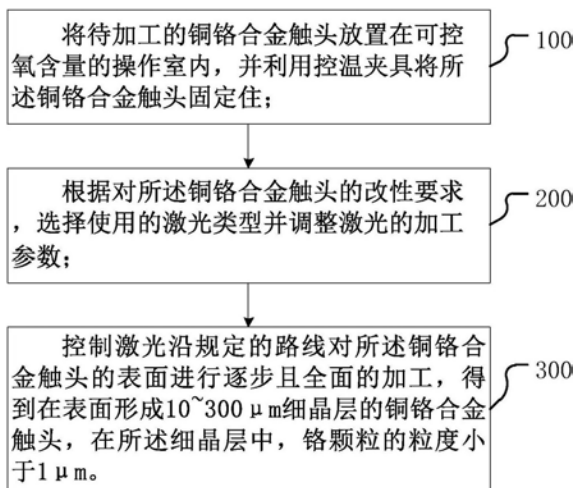 将待加工的铜铬合金触头放置在可控
氧含量的操作室内，并利用控温夹具将所
述铜铬合金触头固定住；
100
根据对所述铜铬合金触头的改性要求
，选择使用的激光类型并调整激光的加工
参数；
200
控制激光沿规定的路线对所述铜铬合
金触头的表面进行逐步且全面的加工，得
到在表面形成10~300μm细晶层的铜铬合金
触头，在所述细晶层中，铬颗粒的粒度小
于1μm。
300